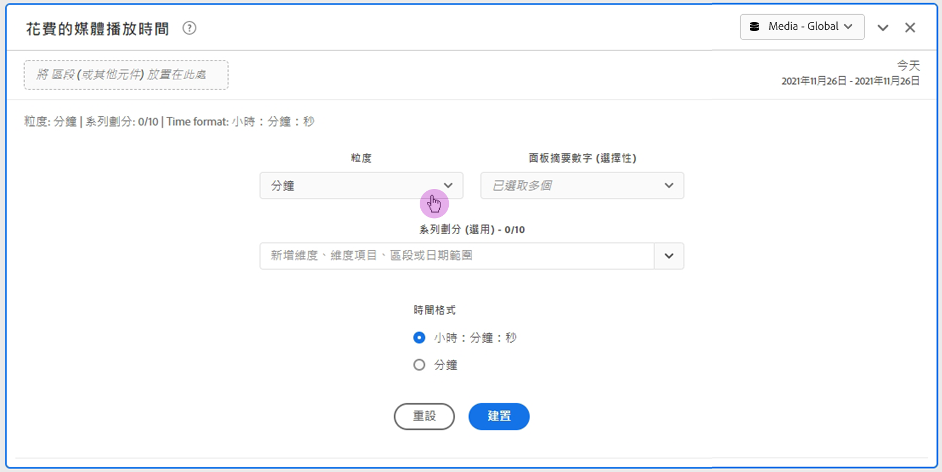 花費的媒體播放時間 ?
Media - Global
將 區段 (或其他元件) 放置在此處
今天
2021年11月26日 - 2021年11月26日
粒度: 分鐘 | 系列劃分: 0/10 | Time format: 小時：分鐘：秒
粒度
面板摘要數字 (選擇性)
分鐘
已選取多個
系列劃分 (選用) - 0/10
新增維度、維度項目、區段或日期範圍
時間格式
小時：分鐘：秒
分鐘
重設
建置